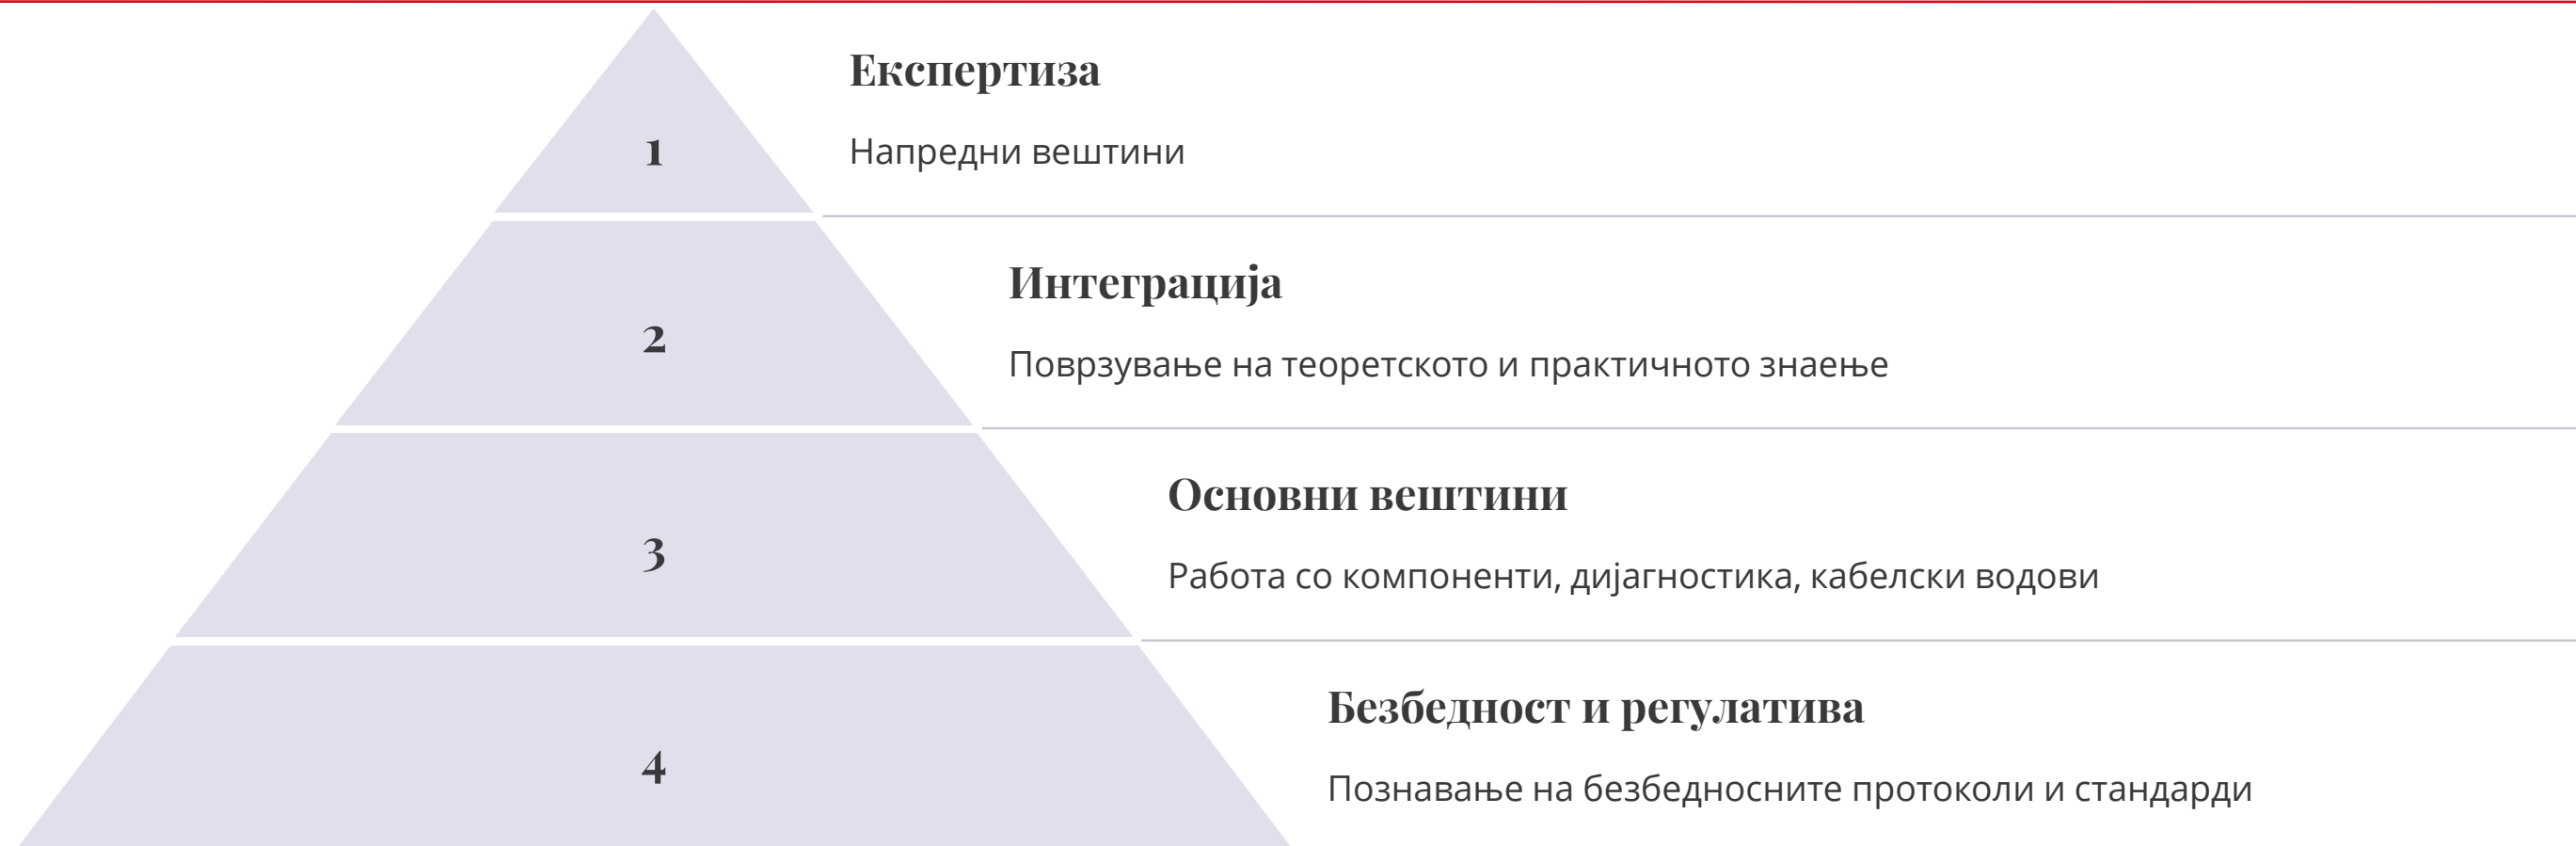 1
Експертиза
Напредни вештини
2
Интеграција
Поврзување на теоретското и практичното знаење
3
Основни вештини
Работа со компоненти, дијагностика, кабелски водови
4
Безбедност и регулатива
Познавање на безбедносните протоколи и стандарди